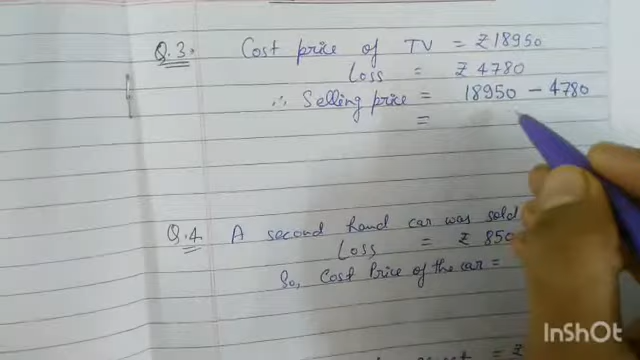 Q.3. Cost price of TV = ₹18950
Loss = ₹4780
∴ Selling price = 18950 - 4780
=
Q.4 A second hand car was sold
Loss = ₹ 850
So, Cost Price of the car =
= ₹
InShOt